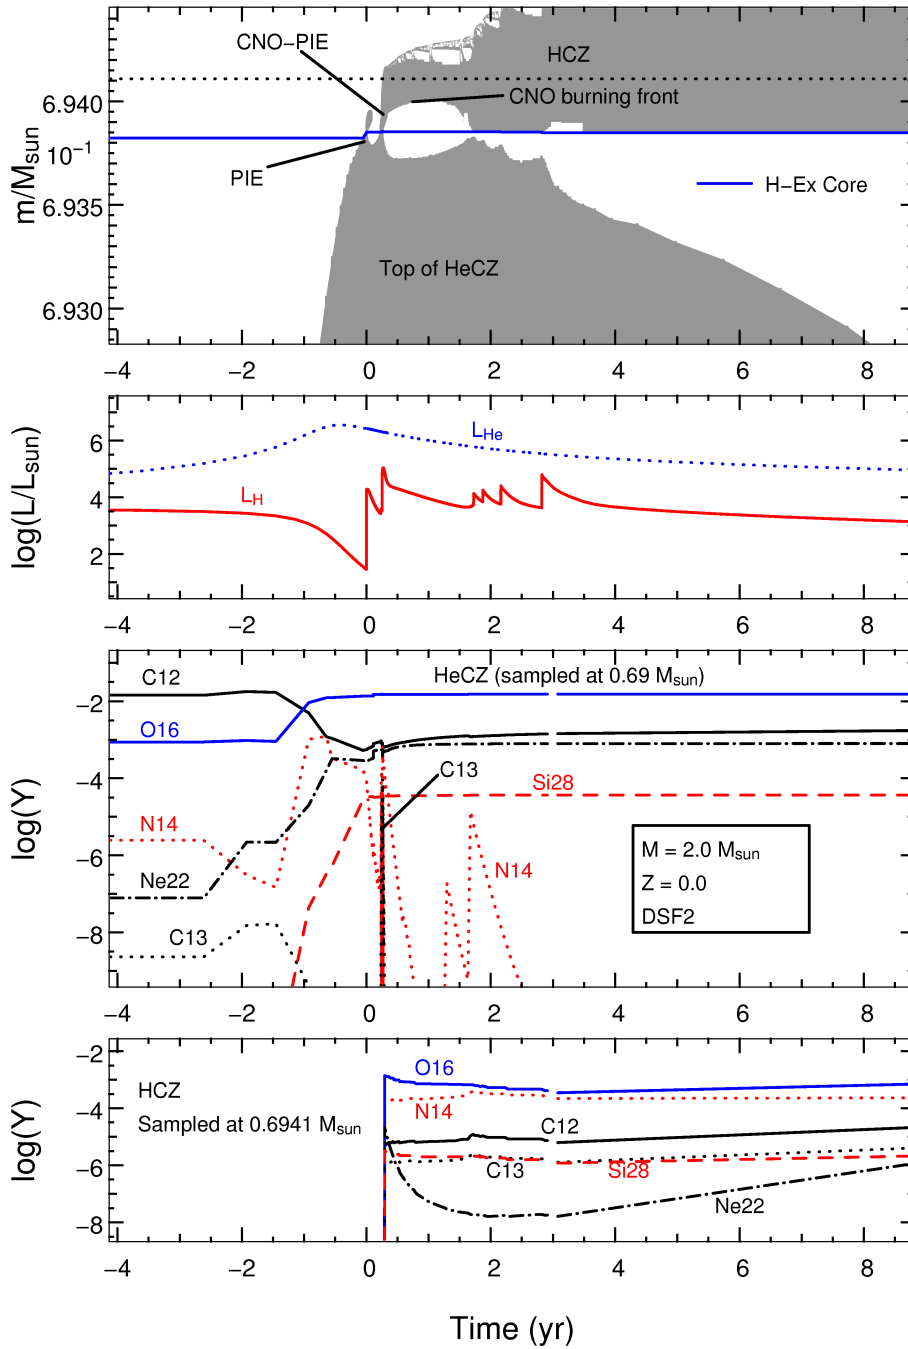 CNO−PIE
HCZ
6.940
CNO burning front
10−1
PIE
m/Msun
H−Ex Core
6.935
Top of HeCZ
6.930
−4 −2 0 2 4 6 8
6
LHe
LH
4
log(L/Lsun)
2
−4 −2 0 2 4 6 8
C12
HeCZ (sampled at 0.69 Msun)
−2
O16
C13
Si28
−4
log(Y)
N14
M = 2.0 Msun
−6
Ne22
N14
Z = 0.0
DSF2
C13
−8
−4 −2 0 2 4 6 8
−2
O16
HCZ
N14
−4
Sampled at 0.6941 Msun
C12
log(Y)
C13
Si28
−6
Ne22
−8
−4 −2 0 2 4 6 8
Time (yr)